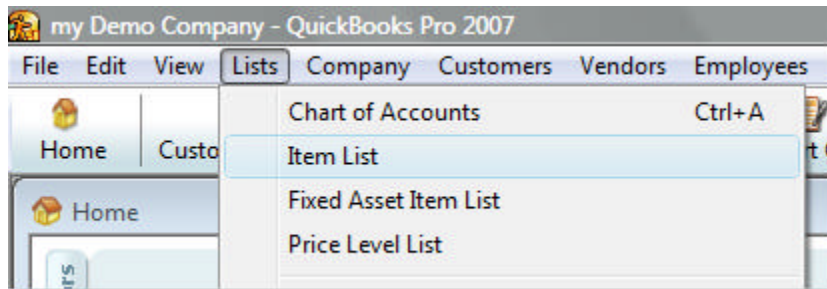 my Demo Company - QuickBooks Pro 2007
File Edit View Lists Company Customers Vendors Employees
Chart of Accounts Ctrl+A
Home
Item List
Fixed Asset Item List
Home
Price Level List